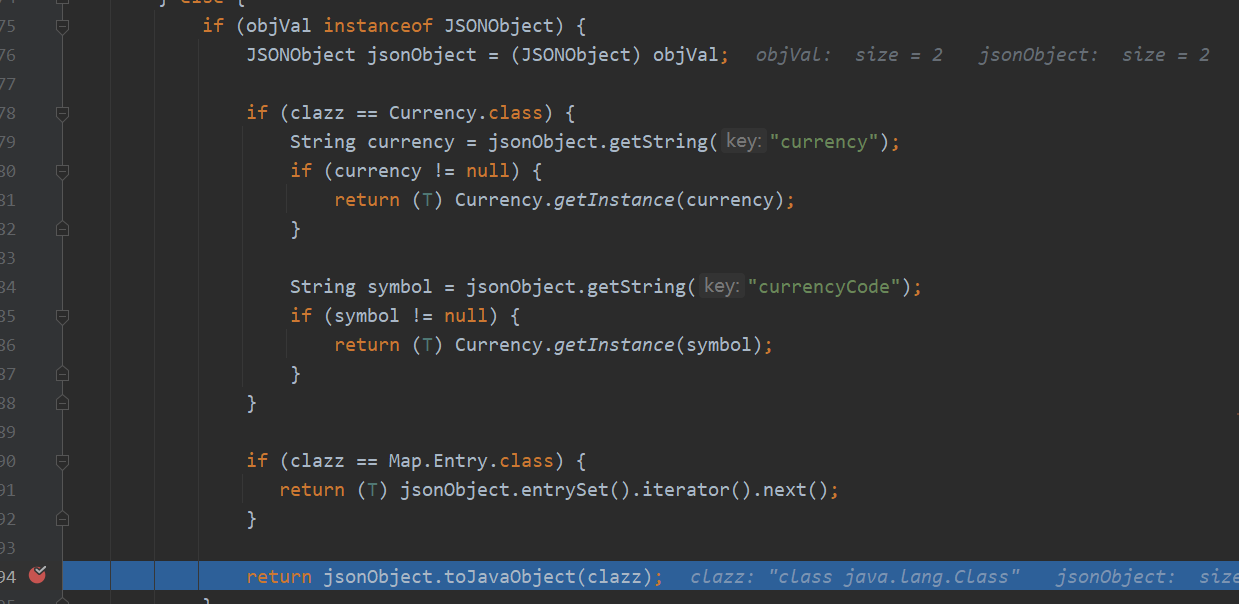 } else {
75 if (objVal instanceof JSONObject) {
76 JSONObject jsonObject = (JSONObject) objVal; objVal: size = 2 jsonObject: size = 2
77
78 if (clazz == Currency.class) {
79 String currency = jsonObject.getString( key: "currency");
80 if (currency != null) {
81 return (T) Currency.getInstance(currency);
82 }
83
84 String symbol = jsonObject.getString( key: "currencyCode");
85 if (symbol != null) {
86 return (T) Currency.getInstance(symbol);
87 }
88 }
89
90 if (clazz == Map.Entry.class) {
91 return (T) jsonObject.entrySet().iterator().next();
92 }
93
94 return jsonObject.toJavaObject(clazz); clazz: "class java.lang.Class" jsonObject: size